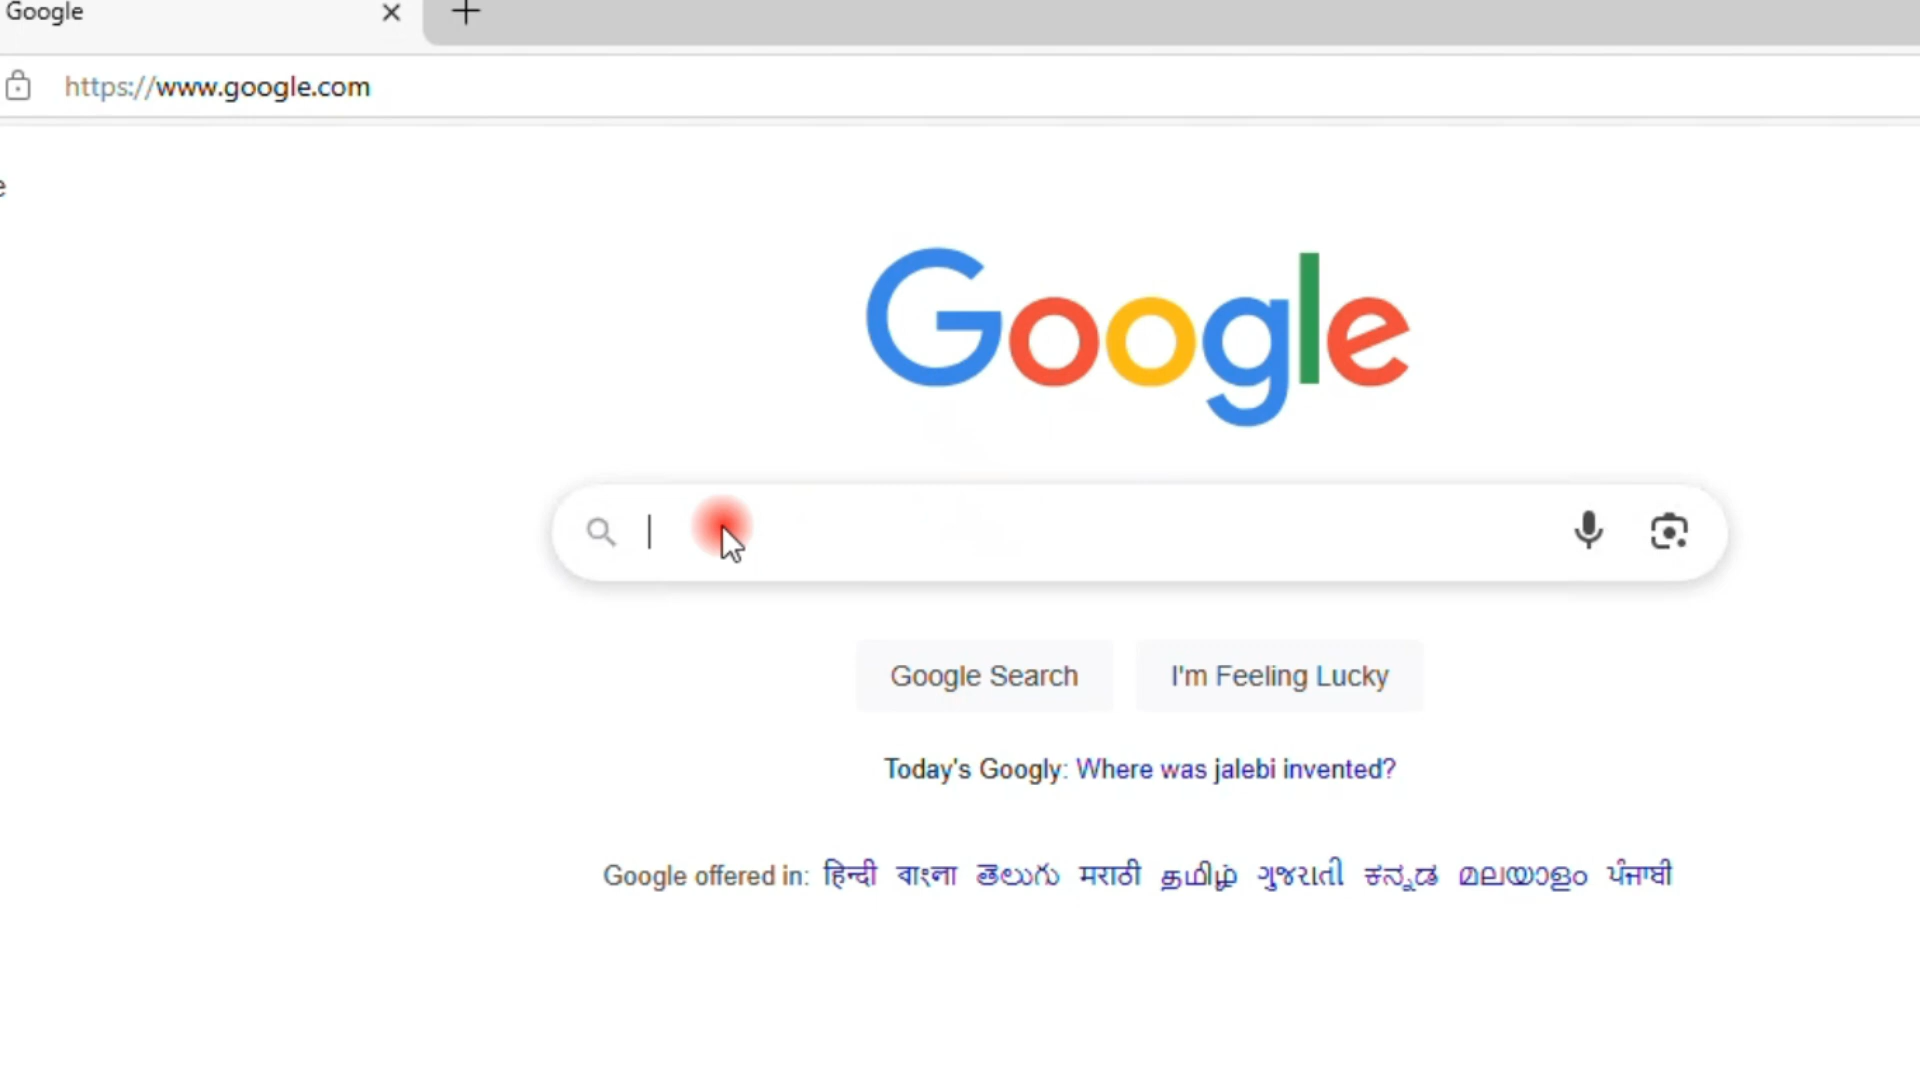 Google
https://www.google.com
Google
Google Search
I'm Feeling Lucky
Today's Googly: Where was jalebi invented?
Google offered in: हिन्दी বাংলা తెలుగు मराठी தமிழ் ગુજરાતી ಕನ್ನಡ മലയാളം ਪੰਜਾਬੀ